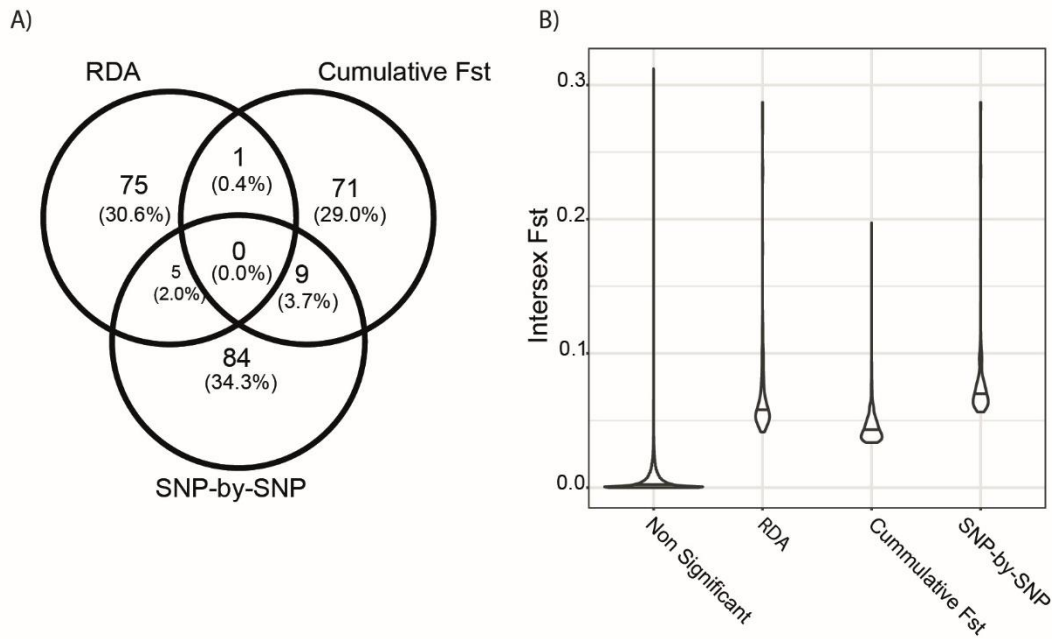 A)
RDA
Cumulative Fst
1
(0.4%)
75
(30.6%)
71
(29.0%)
0
(0.0%)
5
(2.0%)
9
(3.7%)
84
(34.3%)
SNP-by-SNP
B)
Intersex Fst
0.3
0.2
0.1
0.0
Non Significant
RDA
Cummulative Fst
SNP-by-SNP